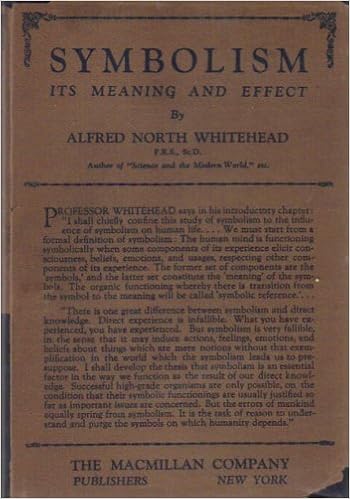 SYMBOLISM
ITS MEANING AND EFFECT
By
ALFRED NORTH WHITEHEAD
F.R.S., Sc.D.
Author of "Science and the Modern World," etc.
PROFESSOR WHITEHEAD says in his introductory chapter:
"I shall chiefly confine this study of symbolism to the influ-
ence of symbolism on human life. . . . We must start from a
formal definition of symbolism: The human mind is functioning
symbolically when some components of its experience elicit con-
sciousness, beliefs, emotions, and usages, respecting other com-
ponents of its experience. The former set of components are the
'symbols,' and the latter set constitute the 'meaning' of the sym-
bols. The organic functioning whereby there is transition from
the symbol to the meaning will be called 'symbolic reference.'. . .
"There is one great difference between symbolism and direct
knowledge. Direct experience is infallible. What you have ex-
perienced, you have experienced. But symbolism is very fallible,
in the sense that it may induce actions, feelings, emotions, and
beliefs about things which are mere notions without that exem-
plification in the world which the symbolism leads us to pre-
suppose. I shall develop the thesis that symbolism is an essential
factor in the way we function as the result of our direct knowl-
edge. Successful high-grade organisms are only possible, on the
condition that their symbolic functionings are usually justified so
far as important issues are concerned. But the errors of mankind
equally spring from symbolism. It is the task of reason to under-
stand and purge the symbols on which humanity depends."
THE MACMILLAN COMPANY
PUBLISHERS NEW YORK